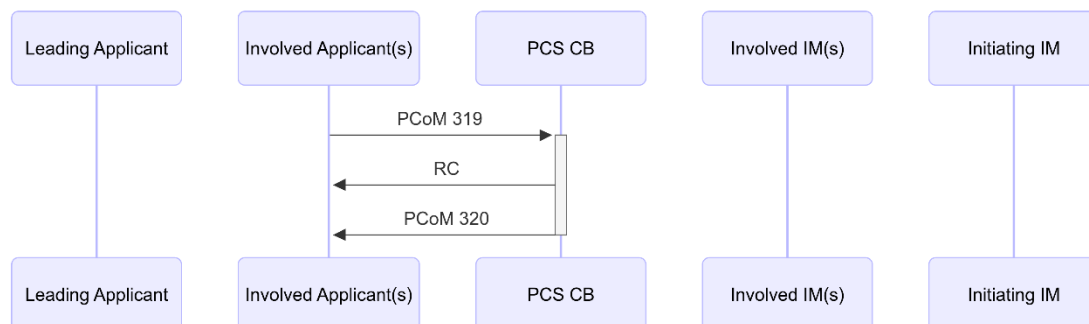 Leading Applicant
Involved Applicant(s)
PCS CB
Involved IM(s)
Initiating IM
PCoM 319
RC
PCoM 320
Leading Applicant
Involved Applicant(s)
PCS CB
Involved IM(s)
Initiating IM